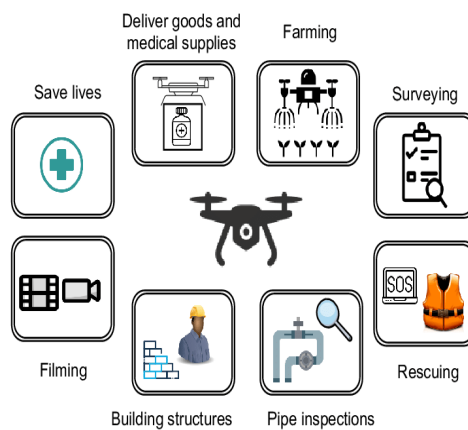 Deliver goods and
medical supplies
Farming
Save lives
Surveying
SOS
Filming
Rescuing
Building structures
Pipe inspections